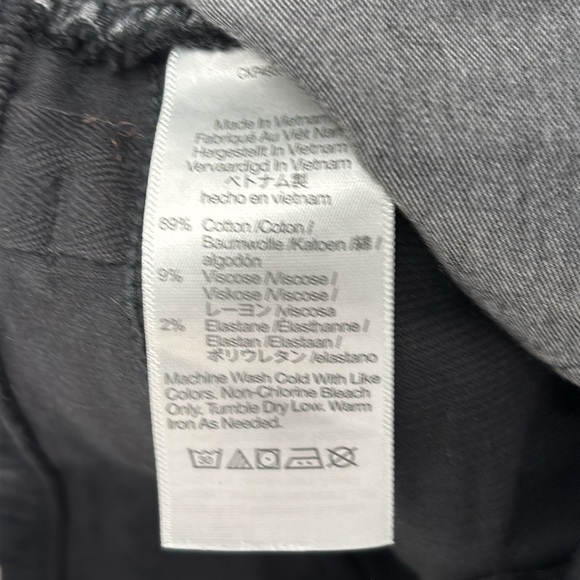 Made In Vietnam
Fabriqué Au Viêt Nam
Hergestellt In Vietnam
Vervaardigd In Vietnam
ベトナム製
hecho en vietnam
89% Cotton /Coton /
Baumwolle /Katoen /綿 /
algodón
9% Viscose /Viscose /
Viskose /Viscose /
レーヨン /viscosa
2% Elastane /Élasthanne /
Elastan /Elastaan /
ポリウレタン /elastano
Machine Wash Cold With Like
Colors. Non-Chlorine Bleach
Only. Tumble Dry Low. Warm
Iron As Needed.
30